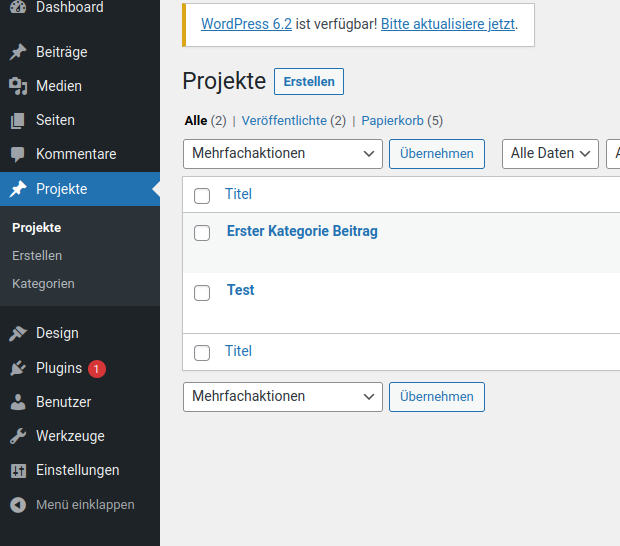 Dashboard
Beiträge
Medien
Seiten
Kommentare
Projekte
Projekte
Erstellen
Kategorien
Design
Plugins 1
Benutzer
Werkzeuge
Einstellungen
Menü einklappen
WordPress 6.2 ist verfügbar! Bitte aktualisiere jetzt.
Projekte Erstellen
Alle (2) | Veröffentlichte (2) | Papierkorb (5)
Mehrfachaktionen Übernehmen Alle Daten
Titel
Erster Kategorie Beitrag
Test
Titel
Mehrfachaktionen Übernehmen